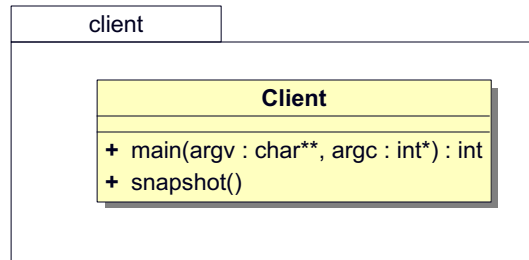 client
Client
+ main(argv : char**, argc : int*) : int
+ snapshot()